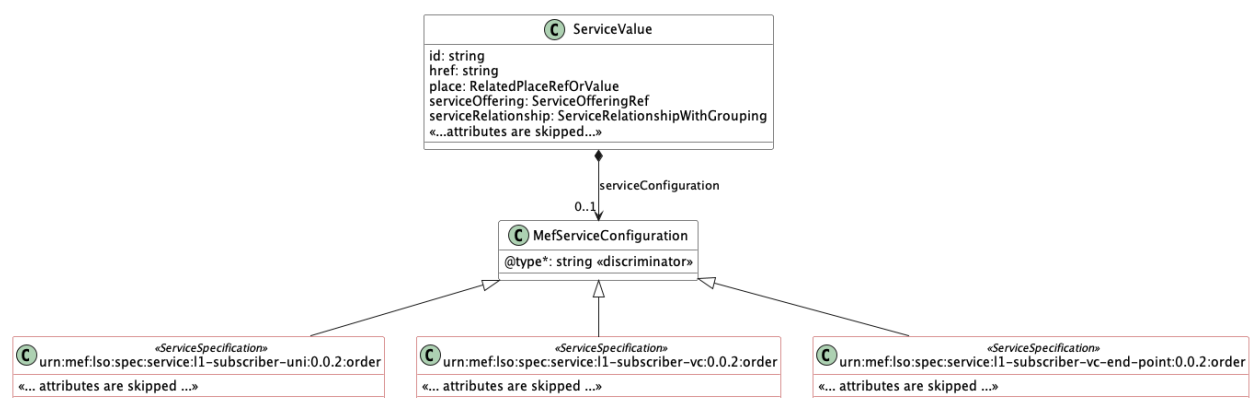 C ServiceValue
id: string
href: string
place: RelatedPlaceRefOrValue
serviceOffering: ServiceOfferingRef
serviceRelationship: ServiceRelationshipWithGrouping
«...attributes are skipped...»
serviceConfiguration
0..1
C MefServiceConfiguration
@type*: string «discriminator»
«ServiceSpecification»
C urn:mef:lso:spec:service:l1-subscriber-uni:0.0.2:order
«... attributes are skipped ...»
«ServiceSpecification»
C urn:mef:lso:spec:service:l1-subscriber-vc:0.0.2:order
«... attributes are skipped ...»
«ServiceSpecification»
C urn:mef:lso:spec:service:l1-subscriber-vc-end-point:0.0.2:order
«... attributes are skipped ...»